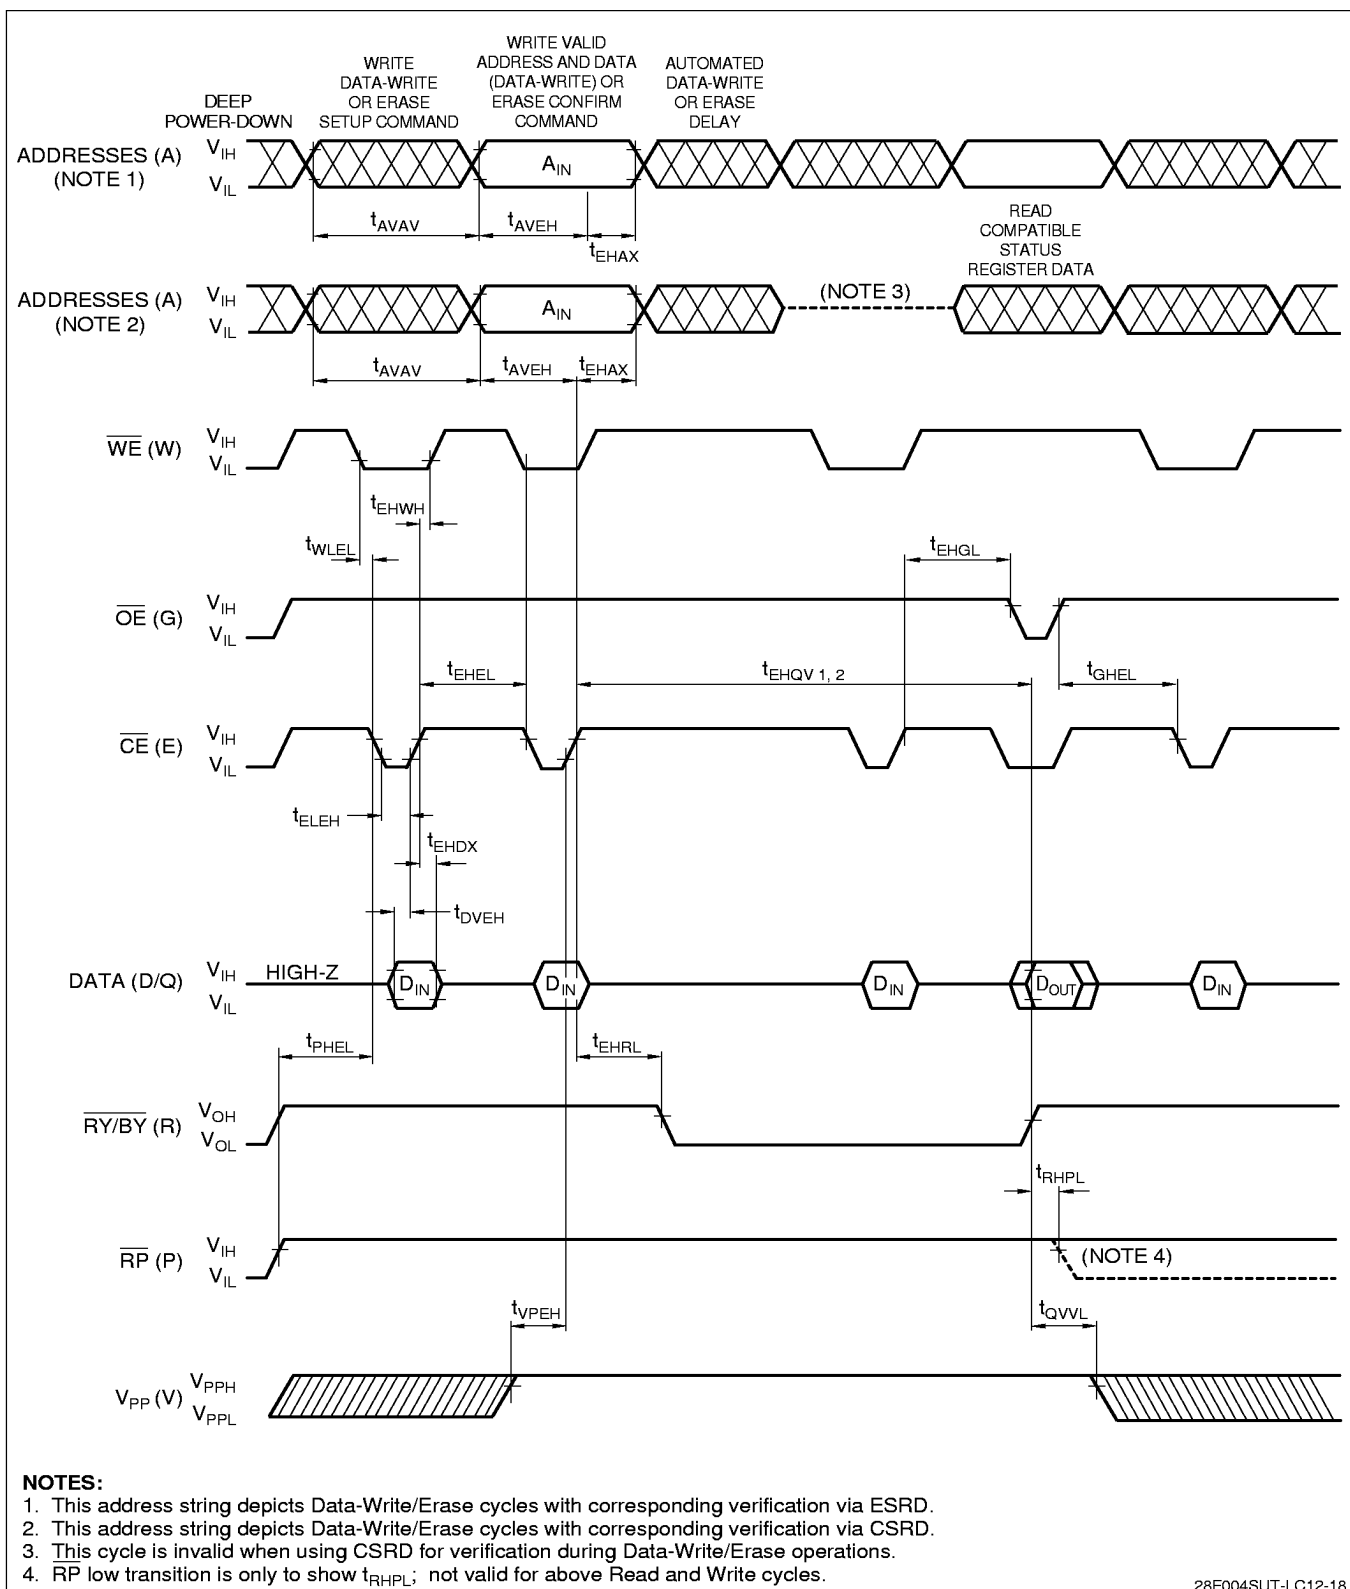 DEEP
POWER-DOWN
WRITE
DATA-WRITE
OR ERASE
SETUP COMMAND
WRITE VALID
ADDRESS AND DATA
(DATA-WRITE) OR
ERASE CONFIRM
COMMAND
AUTOMATED
DATA-WRITE
OR ERASE
DELAY
ADDRESSES (A)
(NOTE 1)
VIH
VIL
AIN
tAVAV
tAVEH
tEHAX
READ
COMPATIBLE
STATUS
REGISTER DATA
ADDRESSES (A)
(NOTE 2)
VIH
VIL
AIN
(NOTE 3)
tAVAV
tAVEH
tEHAX
WE (W)
VIH
VIL
tEHWH
tWLEL
tEHGL
OE (G)
VIH
VIL
tEHEL
tEHQV 1, 2
tGHEL
CE (E)
VIH
VIL
tELEH
tEHDX
tDVEH
DATA (D/Q)
VIH
VIL
HIGH-Z
DIN
DIN
DIN
DOUT
DIN
tPHEL
tEHRL
RY/BY (R)
VOH
VOL
tRHPL
RP (P)
VIH
VIL
(NOTE 4)
tVPEH
tQVVL
VPP (V)
VPPH
VPPL
NOTES:
1. This address string depicts Data-Write/Erase cycles with corresponding verification via ESRD.
2. This address string depicts Data-Write/Erase cycles with corresponding verification via CSRD.
3. This cycle is invalid when using CSRD for verification during Data-Write/Erase operations.
4. RP low transition is only to show tRHPL; not valid for above Read and Write cycles.
28F004SUT-LC12-18